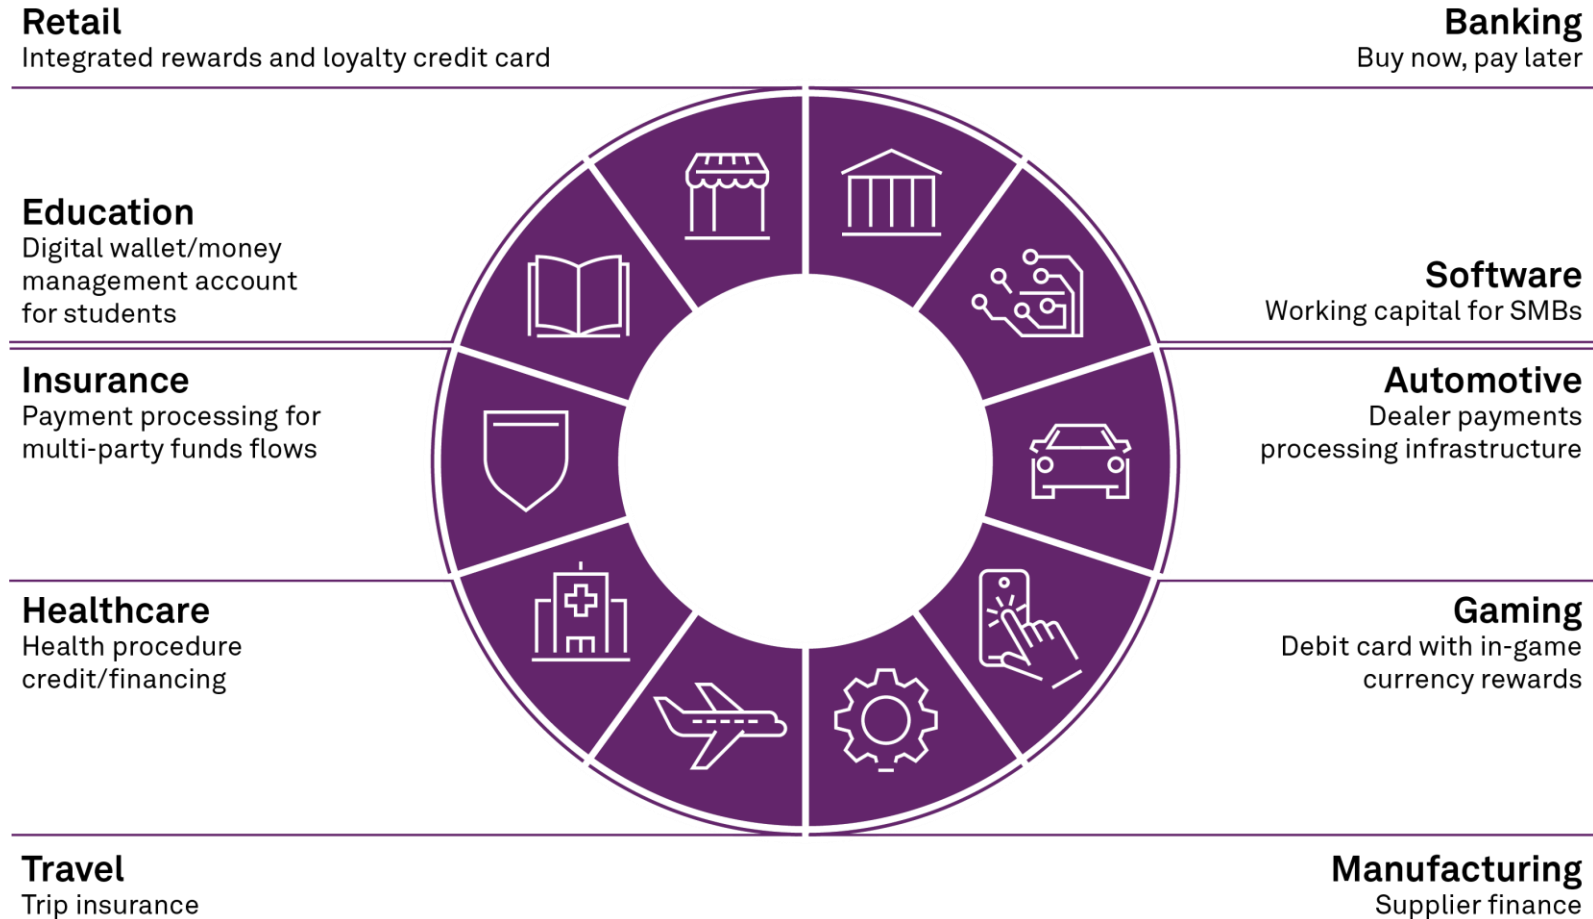 Retail
Integrated rewards and loyalty credit card
Banking
Buy now, pay later
Education
Digital wallet/money
management account
for students
Software
Working capital for SMBs
Insurance
Payment processing for
multi-party funds flows
Automotive
Dealer payments
processing infrastructure
Healthcare
Health procedure
credit/financing
Gaming
Debit card with in-game
currency rewards
Travel
Trip insurance
Manufacturing
Supplier finance